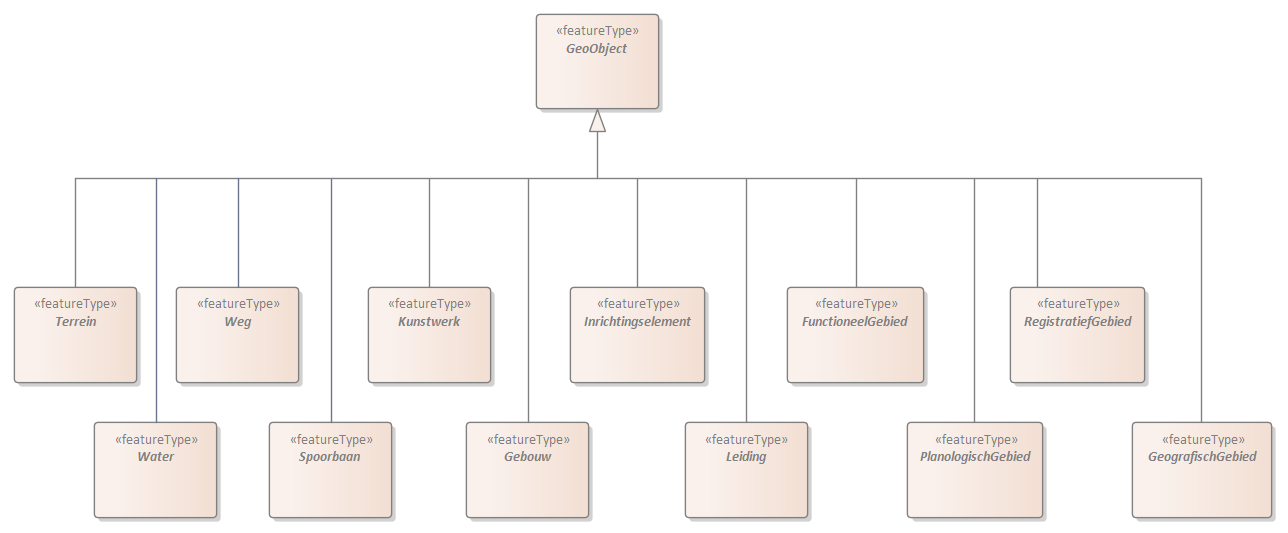 «featureType»
GeoObject
«featureType»
Terrein
«featureType»
Weg
«featureType»
Kunstwerk
«featureType»
Inrichtingselement
«featureType»
FunctioneelGebied
«featureType»
RegistratiefGebied
«featureType»
Water
«featureType»
Spoorbaan
«featureType»
Gebouw
«featureType»
Leiding
«featureType»
PlanologischGebied
«featureType»
GeografischGebied